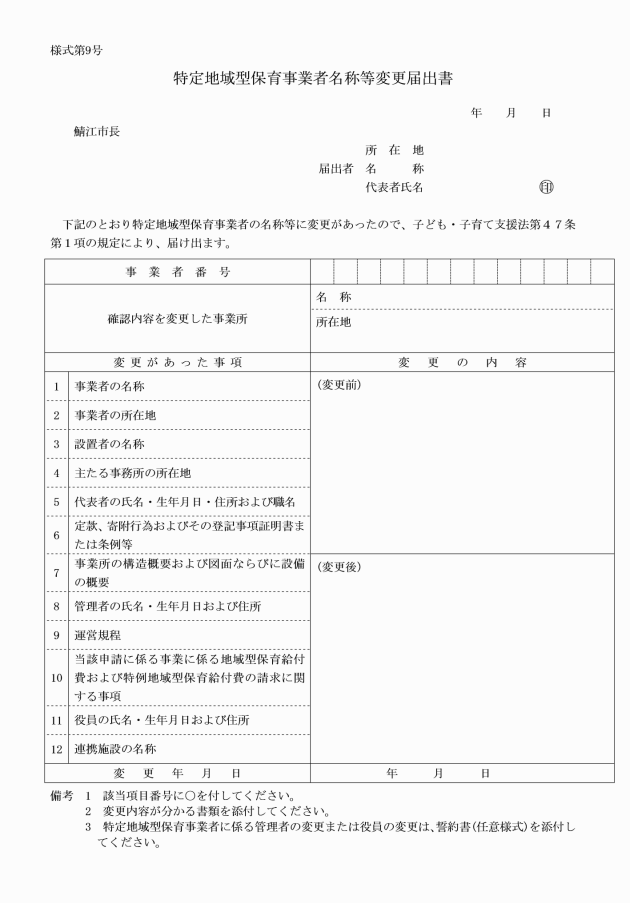 様式第9号
特定地域型保育事業者名称等変更届出書
年　月　日
鯖江市長
所 在 地
届出者　名　　称
代表者氏名　㊞
下記のとおり特定地域型保育事業者の名称等に変更があったので、子ども・子育て支援法第４７条
第１項の規定により、届け出ます。
事 業 者 番 号
確認内容を変更した事業所
名　称
所在地
変更があった事項
変 更 の 内 容
1　事業者の名称
（変更前）
2　事業者の所在地
3　設置者の名称
4　主たる事務所の所在地
5　代表者の氏名・生年月日・住所および職名
6　定款、寄附行為およびその登記事項証明書ま
たは条例等
7　事業所の構造概要および図面ならびに設備
の概要
（変更後）
8　管理者の氏名・生年月日および住所
9　運営規程
10　当該申請に係る事業に係る地域型保育給付
費および特例地域型保育給付費の請求に関
する事項
11　役員の氏名・生年月日および住所
12　連携施設の名称
変 更 年 月 日
年　月　日
備考　1　該当項目番号に○を付してください。
2　変更内容が分かる書類を添付してください。
3　特定地域型保育事業者に係る管理者の変更または役員の変更は、誓約書（任意様式）を添付し
てください。